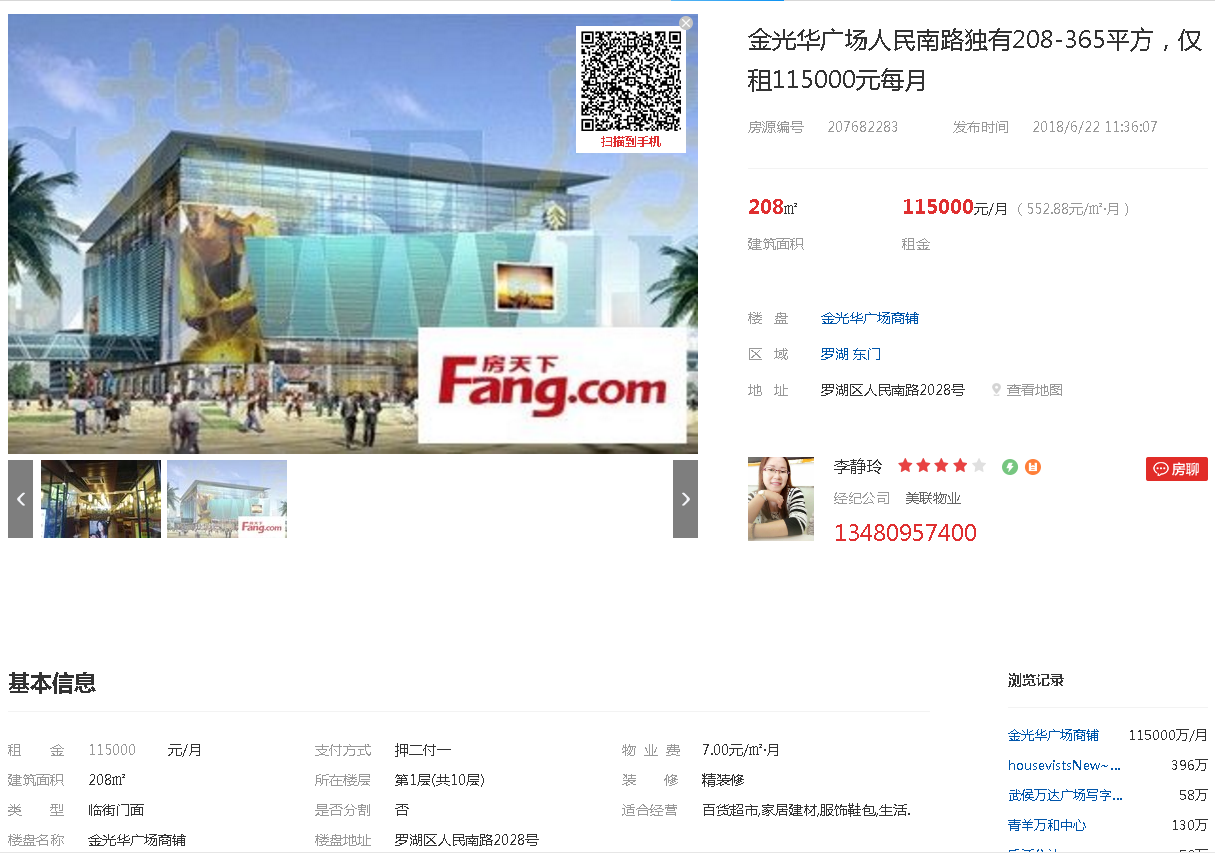 扫描到手机
房天下
Fang.com
Fang.com
金光华广场人民南路独有208-365平方，仅
租115000元每月
房源编号 207682283 发布时间 2018/6/22 11:36:07
208㎡ 115000元/月 （552.88元/㎡·月）
建筑面积 租金
楼 盘 金光华广场商铺
区 域 罗湖 东门
地 址 罗湖区人民南路2028号 查看地图
李静玲 房聊
经纪公司 美联物业
13480957400
基本信息
租 金 115000 元/月 支付方式 押二付一 物 业 费 7.00元/㎡·月
建筑面积 208㎡ 所在楼层 第1层(共10层) 装 修 精装修
类 型 临街门面 是否分割 否 适合经营 百货超市,家居建材,服饰鞋包,生活.
楼盘名称 金光华广场商铺 楼盘地址 罗湖区人民南路2028号
浏览记录
金光华广场商铺 115000万/月
housevistsNew~... 396万
武侯万达广场写字... 58万
青羊万和中心 130万